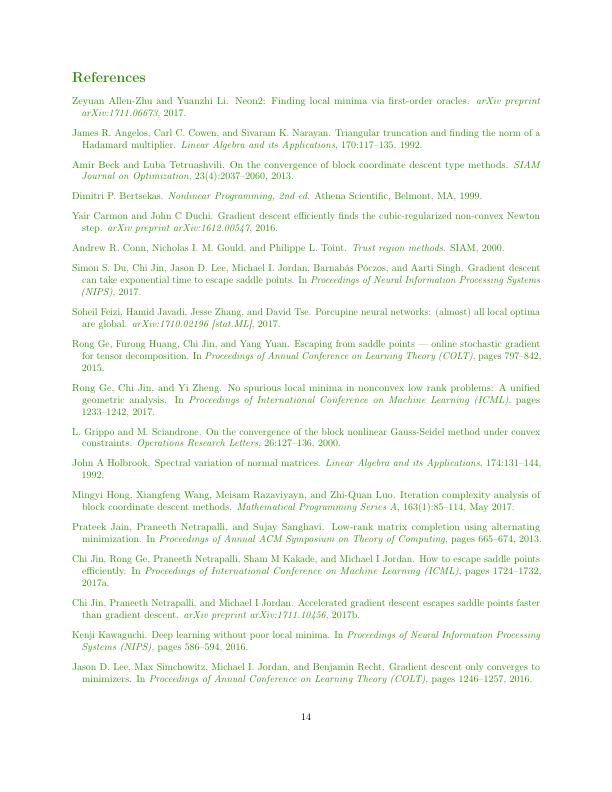 References
Zeyuan Allen-Zhu and Yuanzhi Li. Neon2: Finding local minima via first-order oracles. arXiv preprint
arXiv:1711.06673, 2017.
James R. Angelos, Carl C. Cowen, and Sivaram K. Narayan. Triangular truncation and finding the norm of a
Hadamard multiplier. Linear Algebra and its Applications, 170:117–135, 1992.
Amir Beck and Luba Tetruashvili. On the convergence of block coordinate descent type methods. SIAM
Journal on Optimization, 23(4):2037–2060, 2013.
Dimitri P. Bertsekas. Nonlinear Programming, 2nd ed. Athena Scientific, Belmont, MA, 1999.
Yair Carmon and John C Duchi. Gradient descent efficiently finds the cubic-regularized non-convex Newton
step. arXiv preprint arXiv:1612.00547, 2016.
Andrew R. Conn, Nicholas I. M. Gould, and Philippe L. Toint. Trust region methods. SIAM, 2000.
Simon S. Du, Chi Jin, Jason D. Lee, Michael I. Jordan, Barnabás Póczos, and Aarti Singh. Gradient descent
can take exponential time to escape saddle points. In Proceedings of Neural Information Processing Systems
(NIPS), 2017.
Soheil Feizi, Hamid Javadi, Jesse Zhang, and David Tse. Porcupine neural networks: (almost) all local optima
are global. arXiv:1710.02196 [stat.ML], 2017.
Rong Ge, Furong Huang, Chi Jin, and Yang Yuan. Escaping from saddle points — online stochastic gradient
for tensor decomposition. In Proceedings of Annual Conference on Learning Theory (COLT), pages 797–842,
2015.
Rong Ge, Chi Jin, and Yi Zheng. No spurious local minima in nonconvex low rank problems: A unified
geometric analysis. In Proceedings of International Conference on Machine Learning (ICML), pages
1233–1242, 2017.
L. Grippo and M. Sciandrone. On the convergence of the block nonlinear Gauss-Seidel method under convex
constraints. Operations Research Letters, 26:127–136, 2000.
John A Holbrook. Spectral variation of normal matrices. Linear Algebra and its Applications, 174:131–144,
1992.
Mingyi Hong, Xiangfeng Wang, Meisam Razaviyayn, and Zhi-Quan Luo. Iteration complexity analysis of
block coordinate descent methods. Mathematical Programming Series A, 163(1):85–114, May 2017.
Prateek Jain, Praneeth Netrapalli, and Sujay Sanghavi. Low-rank matrix completion using alternating
minimization. In Proceedings of Annual ACM Symposium on Theory of Computing, pages 665–674, 2013.
Chi Jin, Rong Ge, Praneeth Netrapalli, Sham M Kakade, and Michael I Jordan. How to escape saddle points
efficiently. In Proceedings of International Conference on Machine Learning (ICML), pages 1724–1732,
2017a.
Chi Jin, Praneeth Netrapalli, and Michael I Jordan. Accelerated gradient descent escapes saddle points faster
than gradient descent. arXiv preprint arXiv:1711.10456, 2017b.
Kenji Kawaguchi. Deep learning without poor local minima. In Proceedings of Neural Information Processing
Systems (NIPS), pages 586–594, 2016.
Jason D. Lee, Max Simchowitz, Michael I. Jordan, and Benjamin Recht. Gradient descent only converges to
minimizers. In Proceedings of Annual Conference on Learning Theory (COLT), pages 1246–1257, 2016.
14